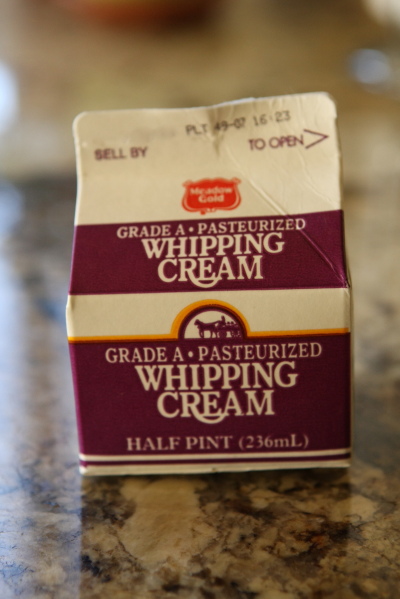 PLT 49-07 16:23
SELL BY
TO OPEN
Meadow
Gold
GRADE A • PASTEURIZED
WHIPPING
CREAM
GRADE A • PASTEURIZED
WHIPPING
CREAM
HALF PINT (236mL)